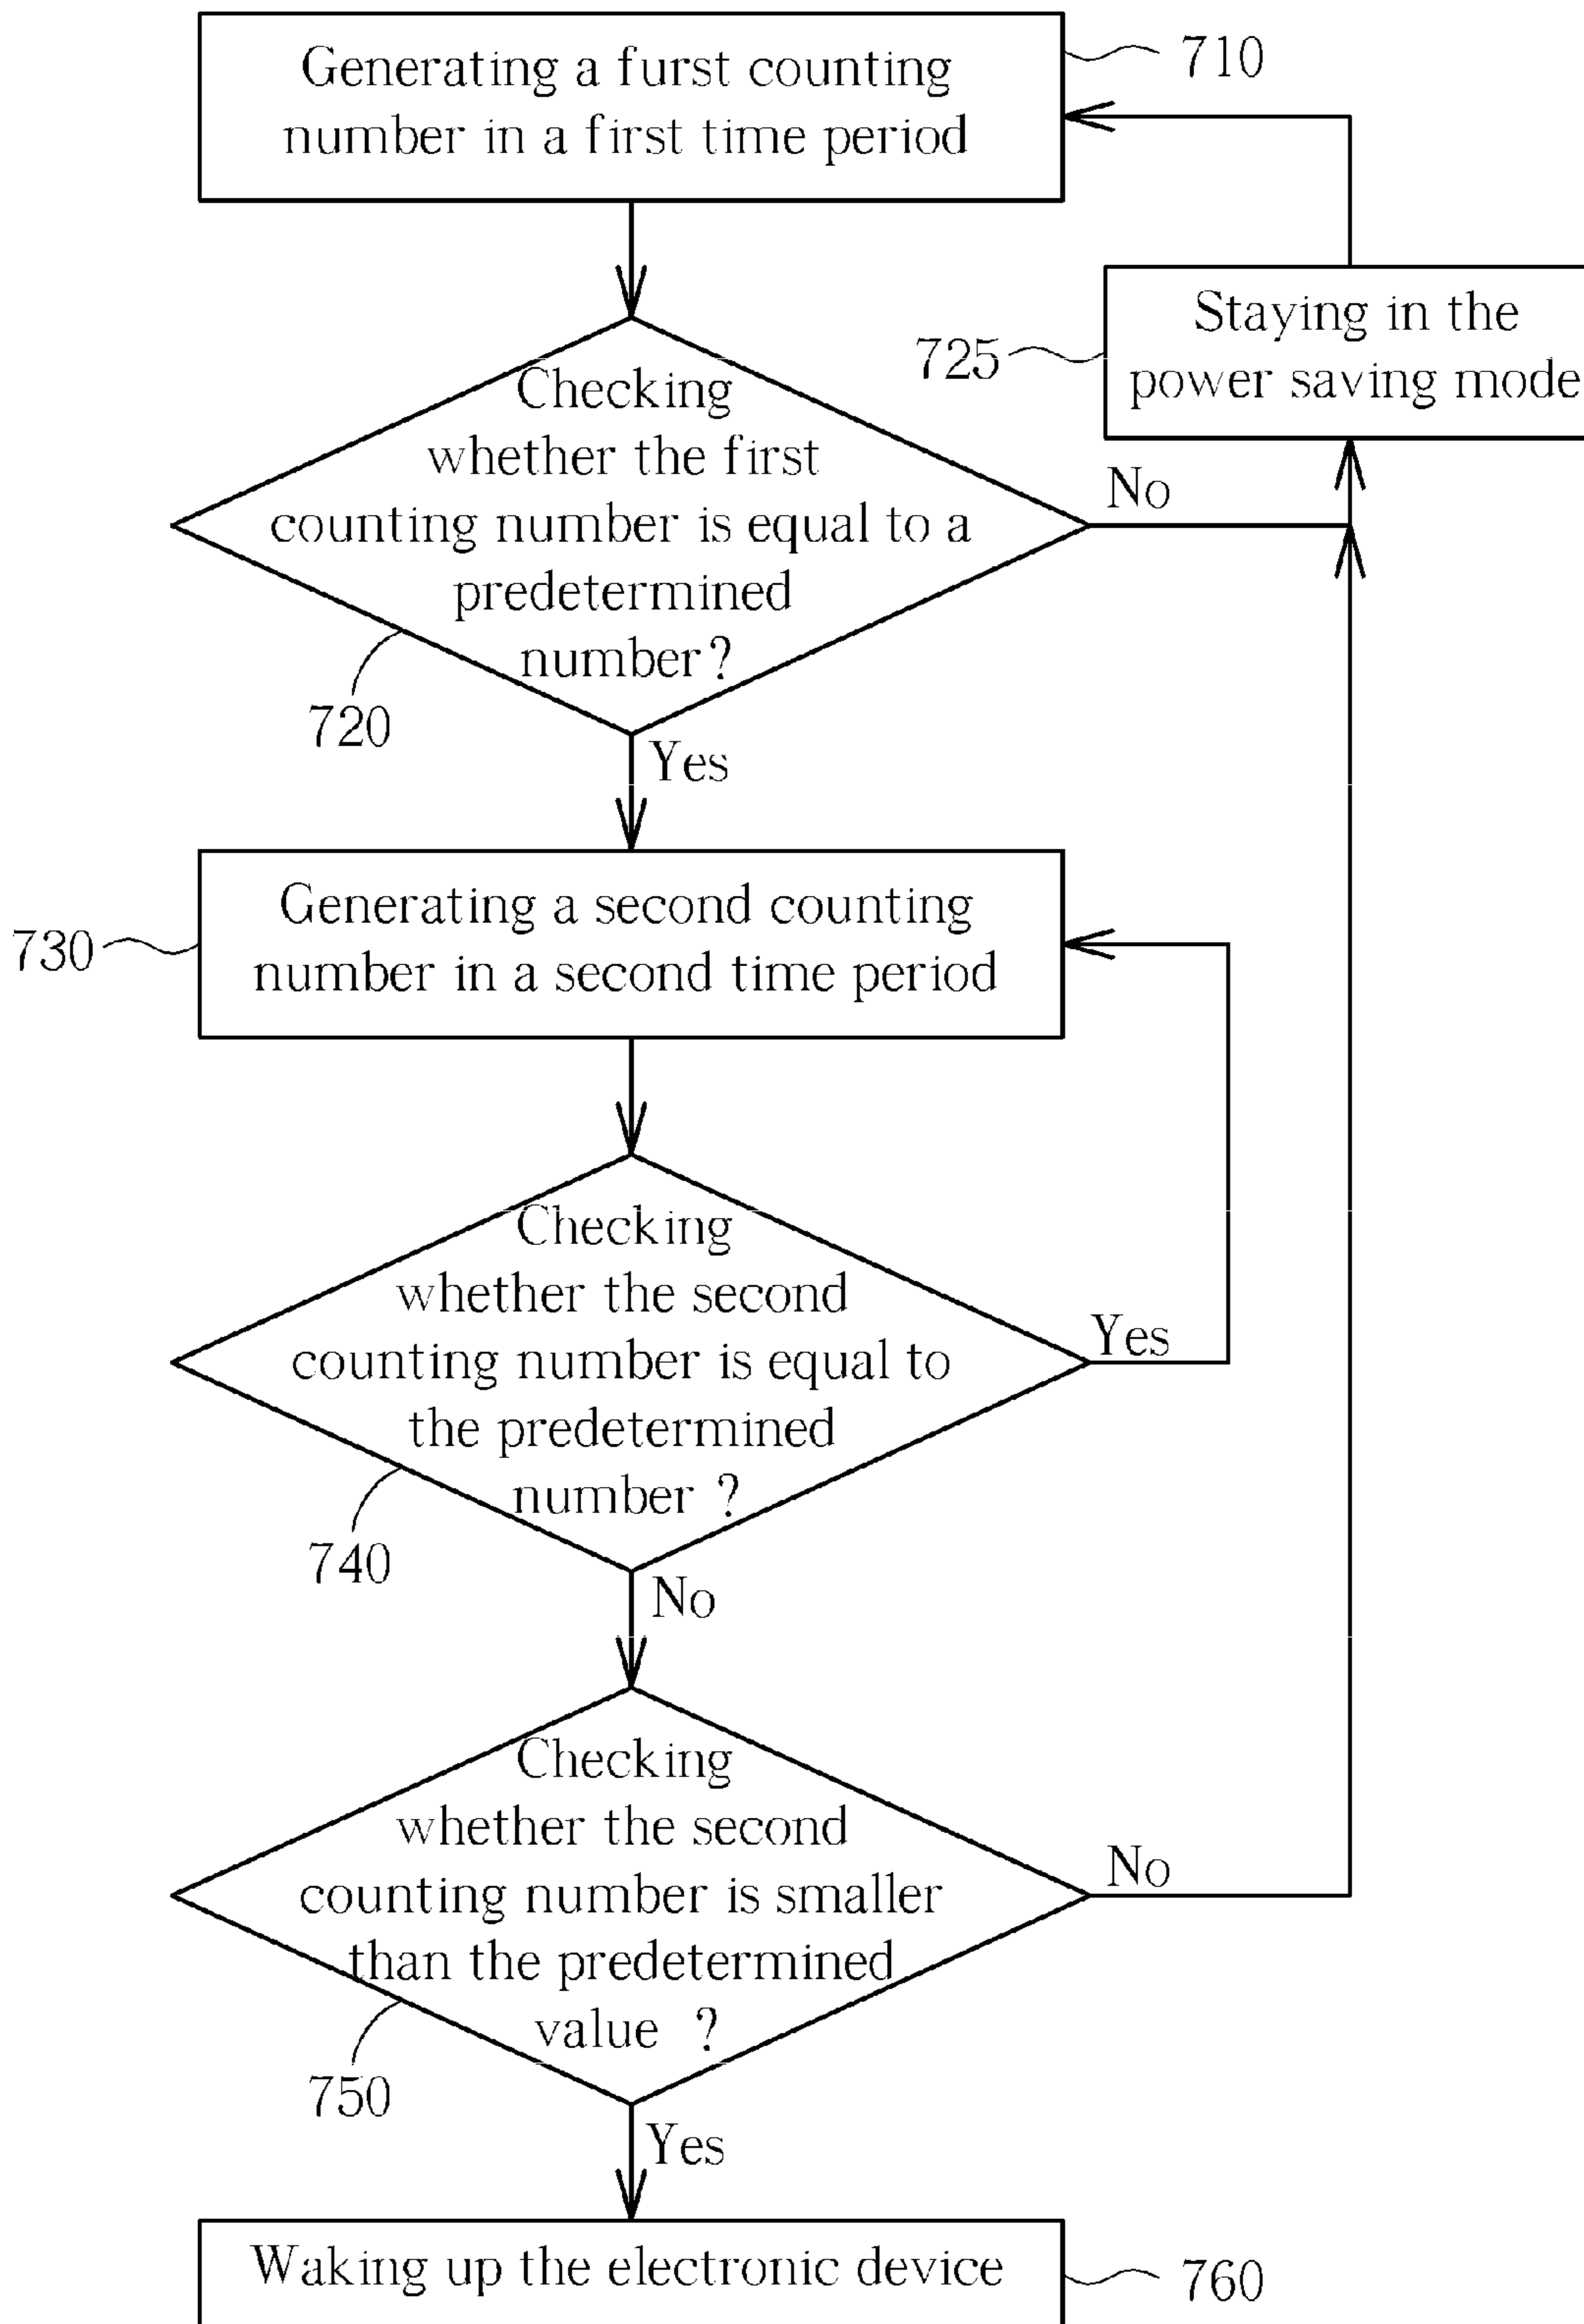 Generating a furst counting
number in a first time period
710
Staying in the
power saving mode
725
Checking
whether the first
counting number is equal to a
predetermined
number?
No
720
Yes
Generating a second counting
number in a second time period
730
Checking
whether the second
counting number is equal to
the predetermined
number ?
Yes
740
No
Checking
whether the second
counting number is smaller
than the predetermined
value ?
No
750
Yes
Waking up the electronic device
760